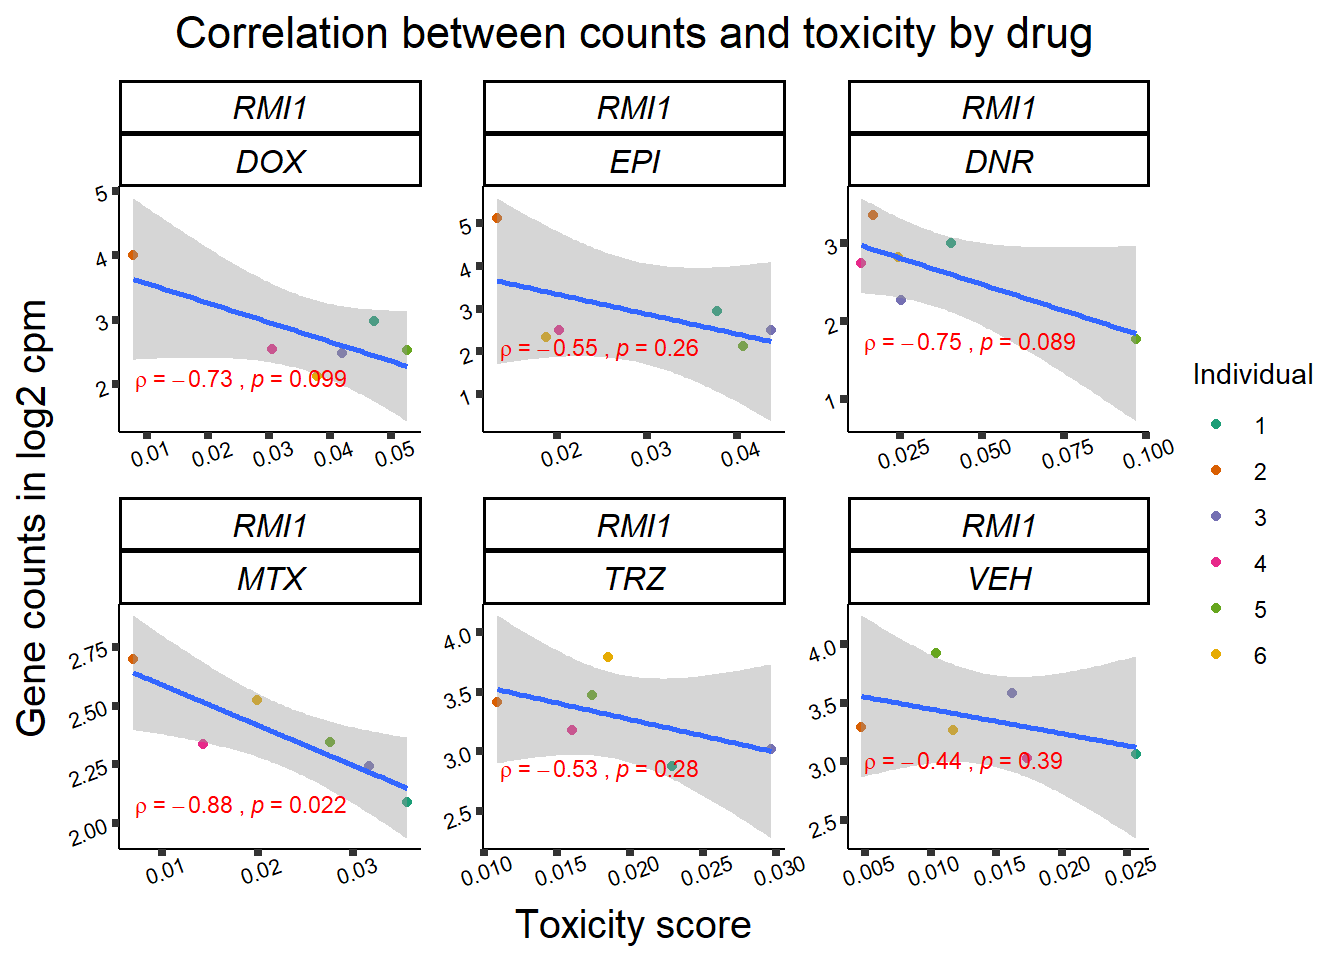 Correlation between counts and toxicity by drug
Gene counts in log2 cpm
RMI1
DOX
5
4
3
2
ρ = −0.73 , p = 0.099
0.01 0.02 0.03 0.04 0.05
RMI1
EPI
5
4
3
2
1
ρ = −0.55 , p = 0.26
0.02 0.03 0.04
RMI1
DNR
3
2
1
ρ = −0.75 , p = 0.089
0.025 0.050 0.075 0.100
RMI1
MTX
2.75
2.50
2.25
2.00
ρ = −0.88 , p = 0.022
0.01 0.02 0.03
RMI1
TRZ
4.0
3.5
3.0
2.5
ρ = −0.53 , p = 0.28
0.010 0.015 0.020 0.025 0.030
RMI1
VEH
4.0
3.5
3.0
2.5
ρ = −0.44 , p = 0.39
0.005 0.010 0.015 0.020 0.025
Toxicity score
Individual
1
2
3
4
5
6